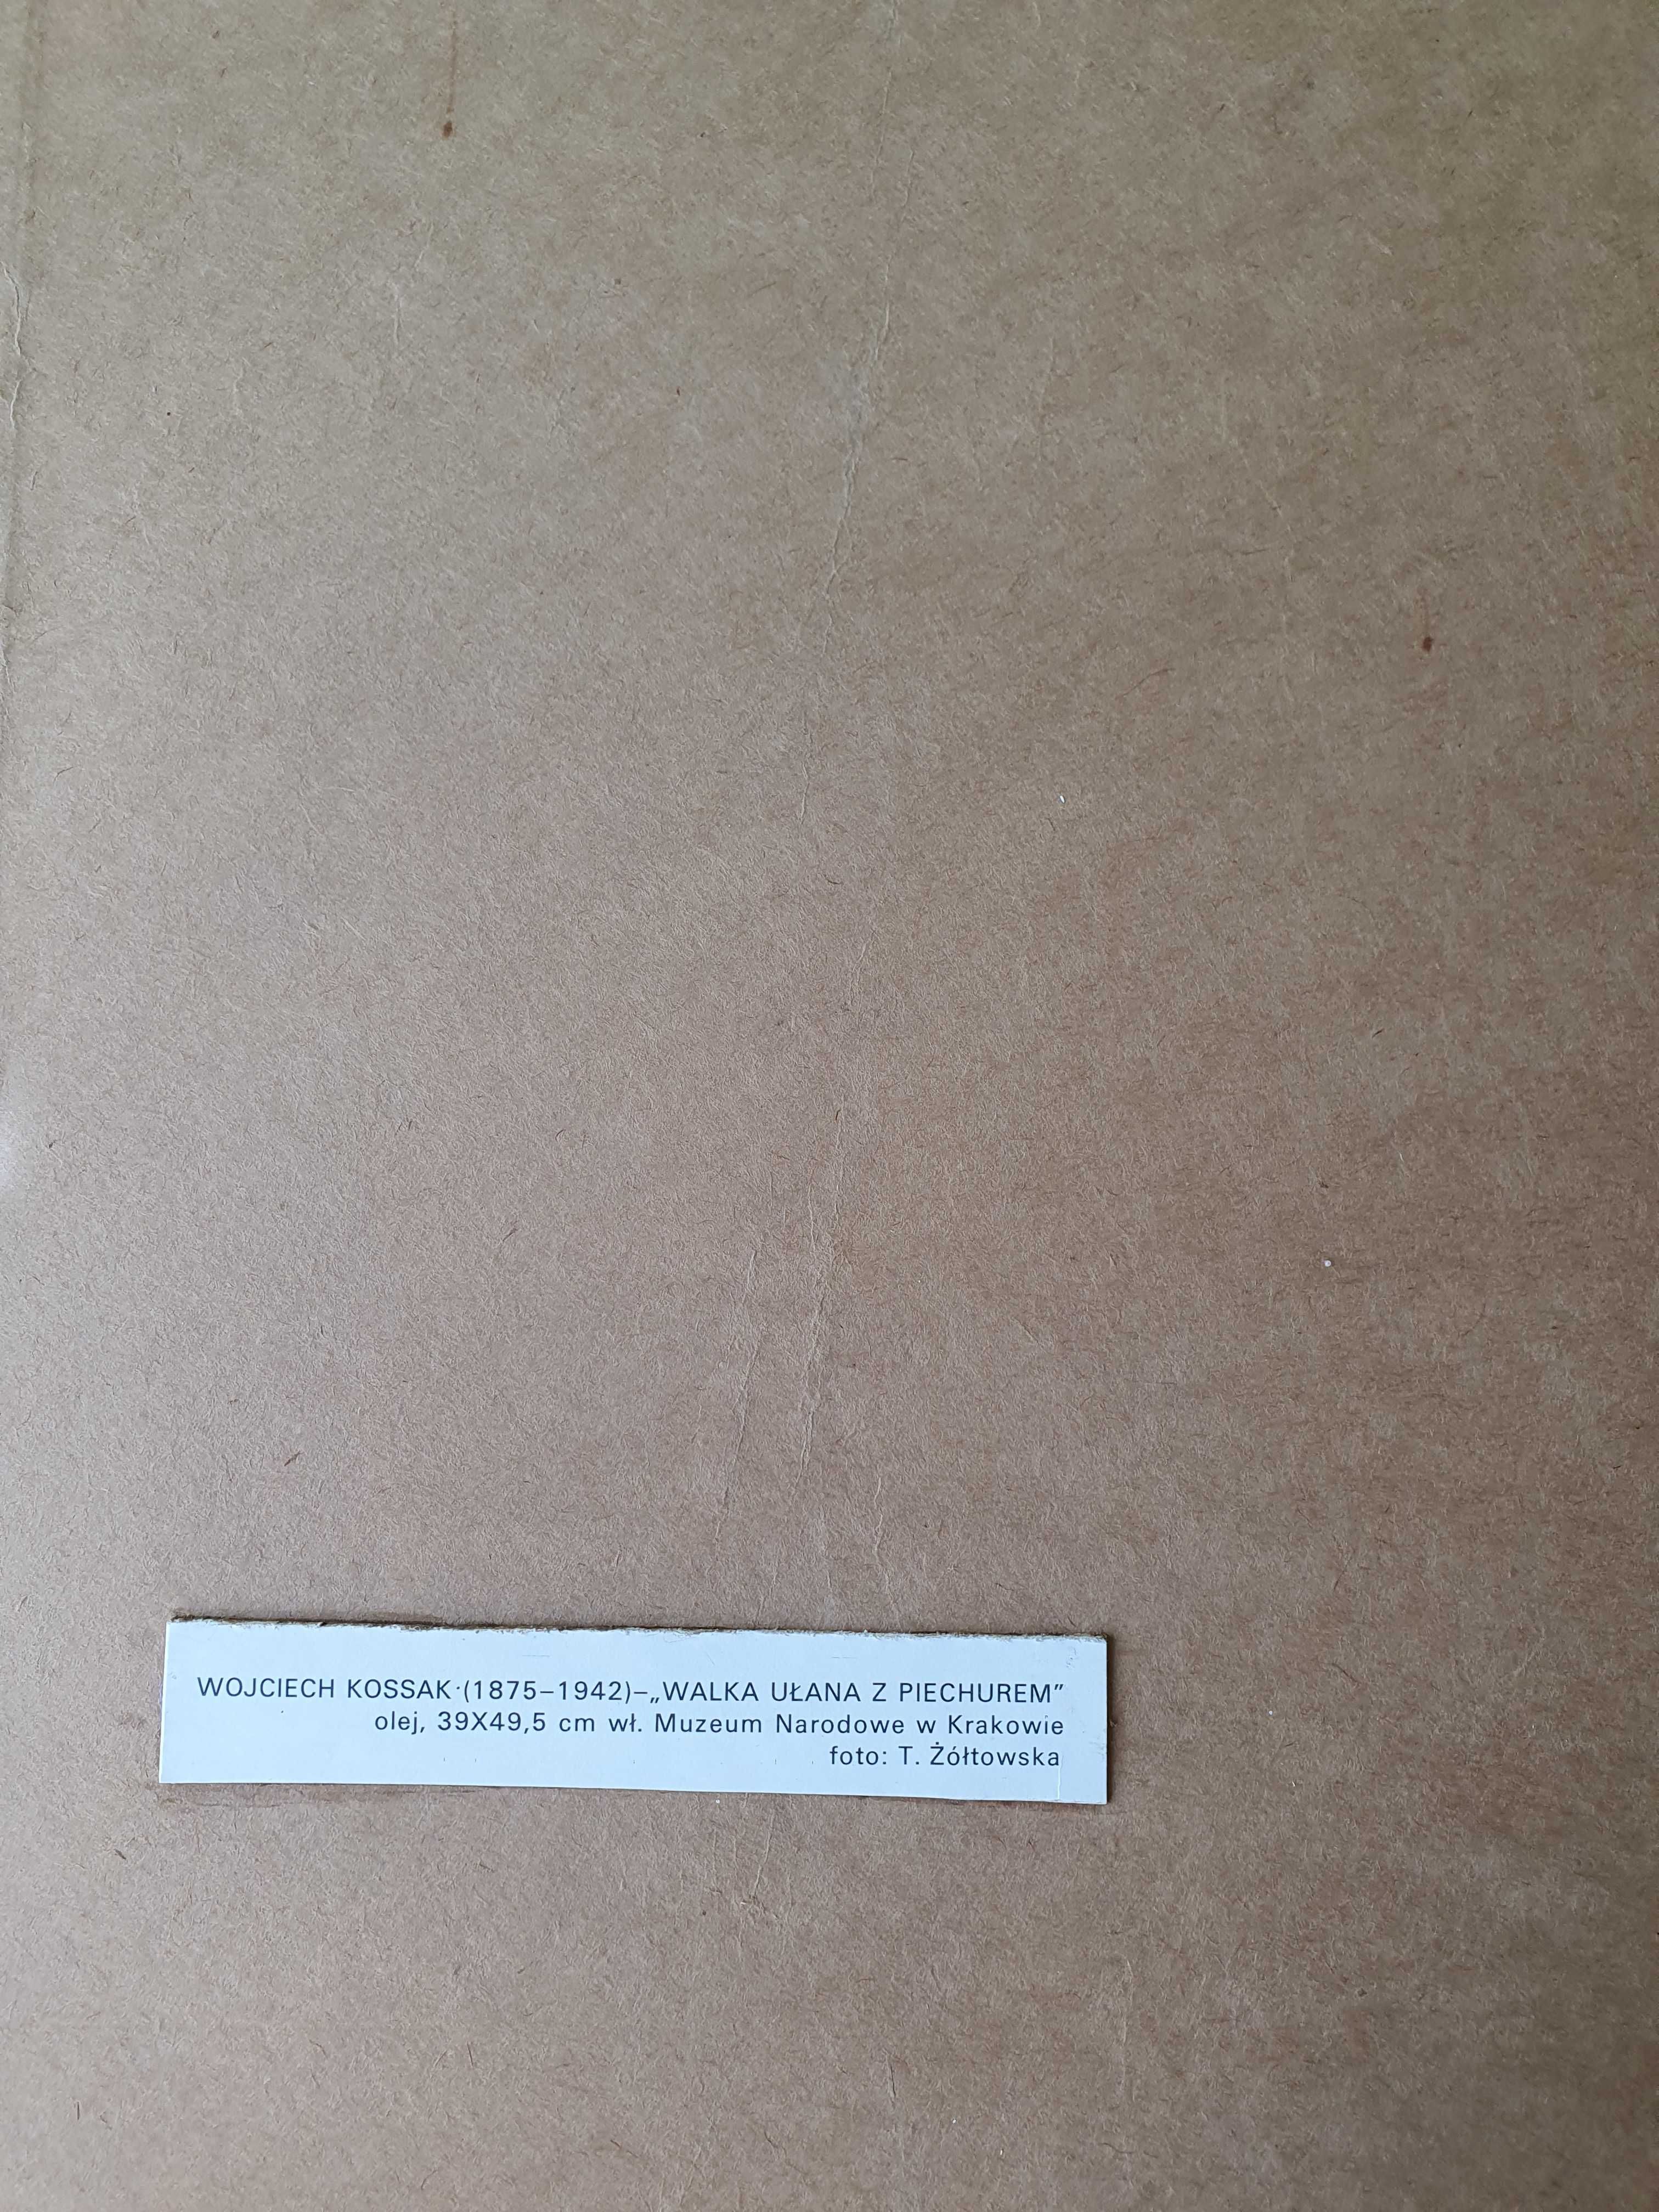 WOJCIECH KOSSAK (1875–1942)–„WALKA UŁANA Z PIECHUREM”
olej, 39X49,5 cm wł. Muzeum Narodowe w Krakowie
foto: T. Żółtowska